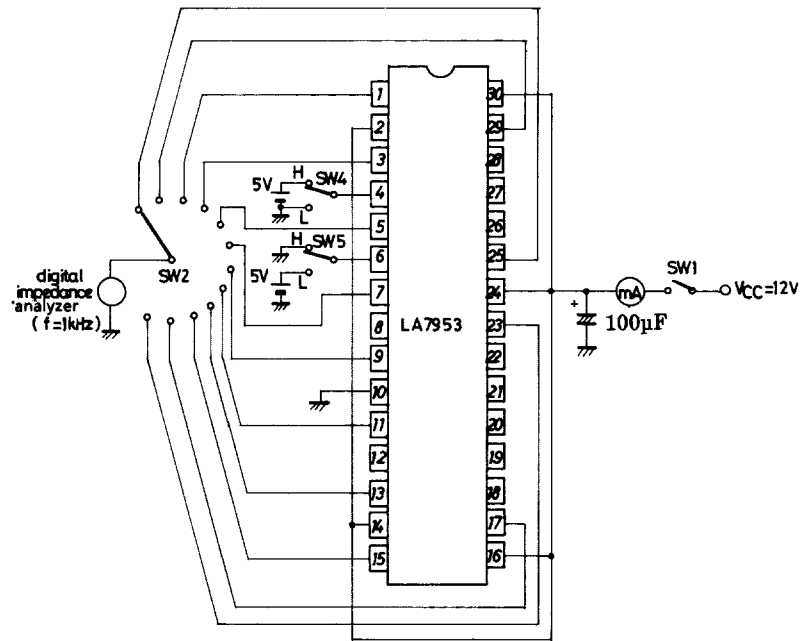 1
2
3
4
5
6
7
8
9
10
11
12
13
14
15
30
29
28
27
26
25
24
23
22
21
20
19
18
17
16
LA7953
5V
H
SW4
L
H
SW5
5V
L
SW2
digital
impedance
analyzer
(f=1kHz)
mA
SW1
VCC=12V
+
100µF